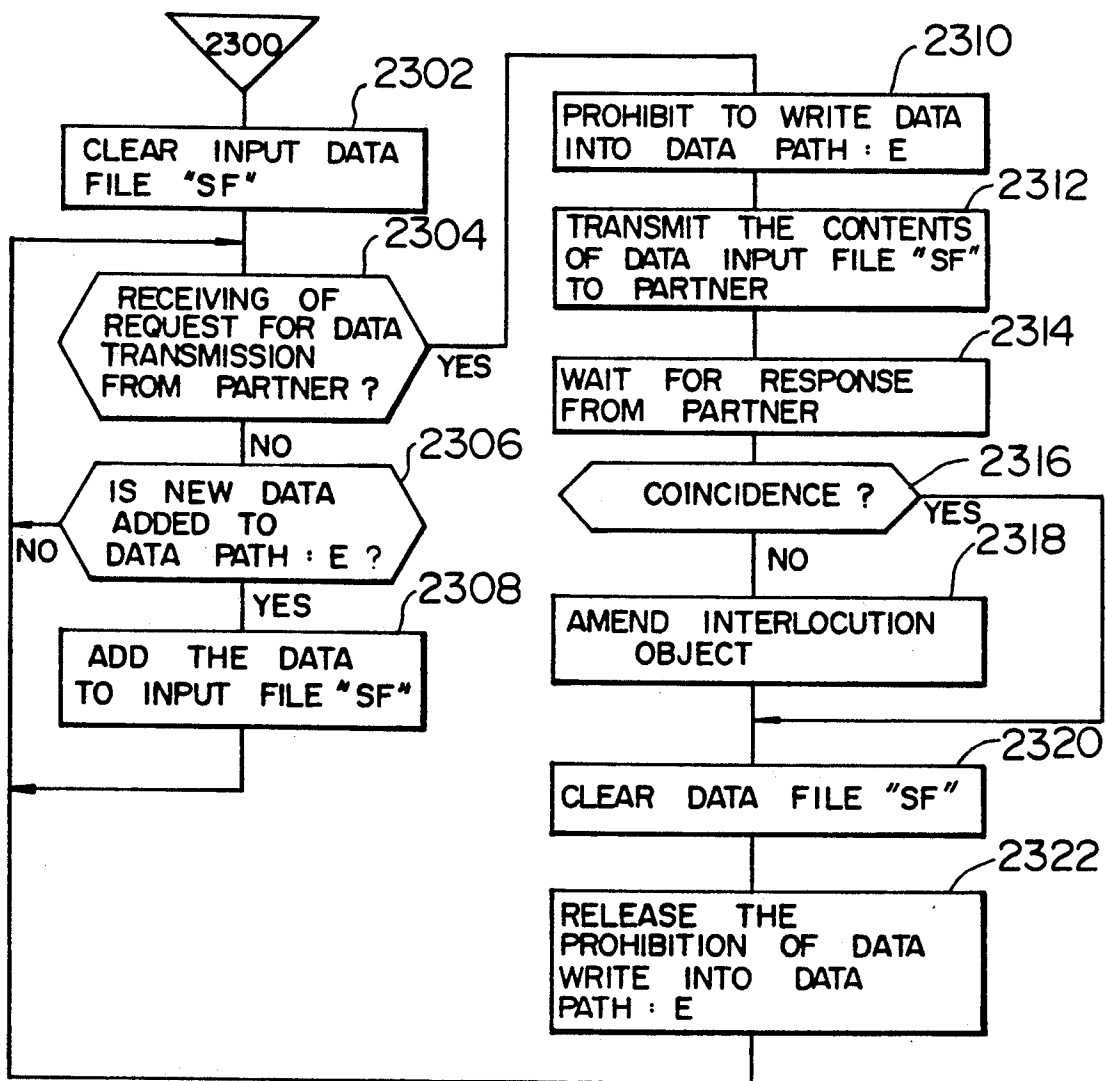 2300
2302
CLEAR INPUT DATA
FILE "SF"
2304
RECEIVING OF
REQUEST FOR DATA
TRANSMISSION
FROM PARTNER ?
YES
NO
2306
IS NEW DATA
ADDED TO
DATA PATH : E ?
NO
YES
2308
ADD THE DATA
TO INPUT FILE "SF"
2310
PROHIBIT TO WRITE DATA
INTO DATA PATH : E
2312
TRANSMIT THE CONTENTS
OF DATA INPUT FILE "SF"
TO PARTNER
2314
WAIT FOR RESPONSE
FROM PARTNER
2316
COINCIDENCE ?
YES
NO
2318
AMEND INTERLOCUTION
OBJECT
2320
CLEAR DATA FILE "SF"
2322
RELEASE THE
PROHIBITION OF DATA
WRITE INTO DATA
PATH : E